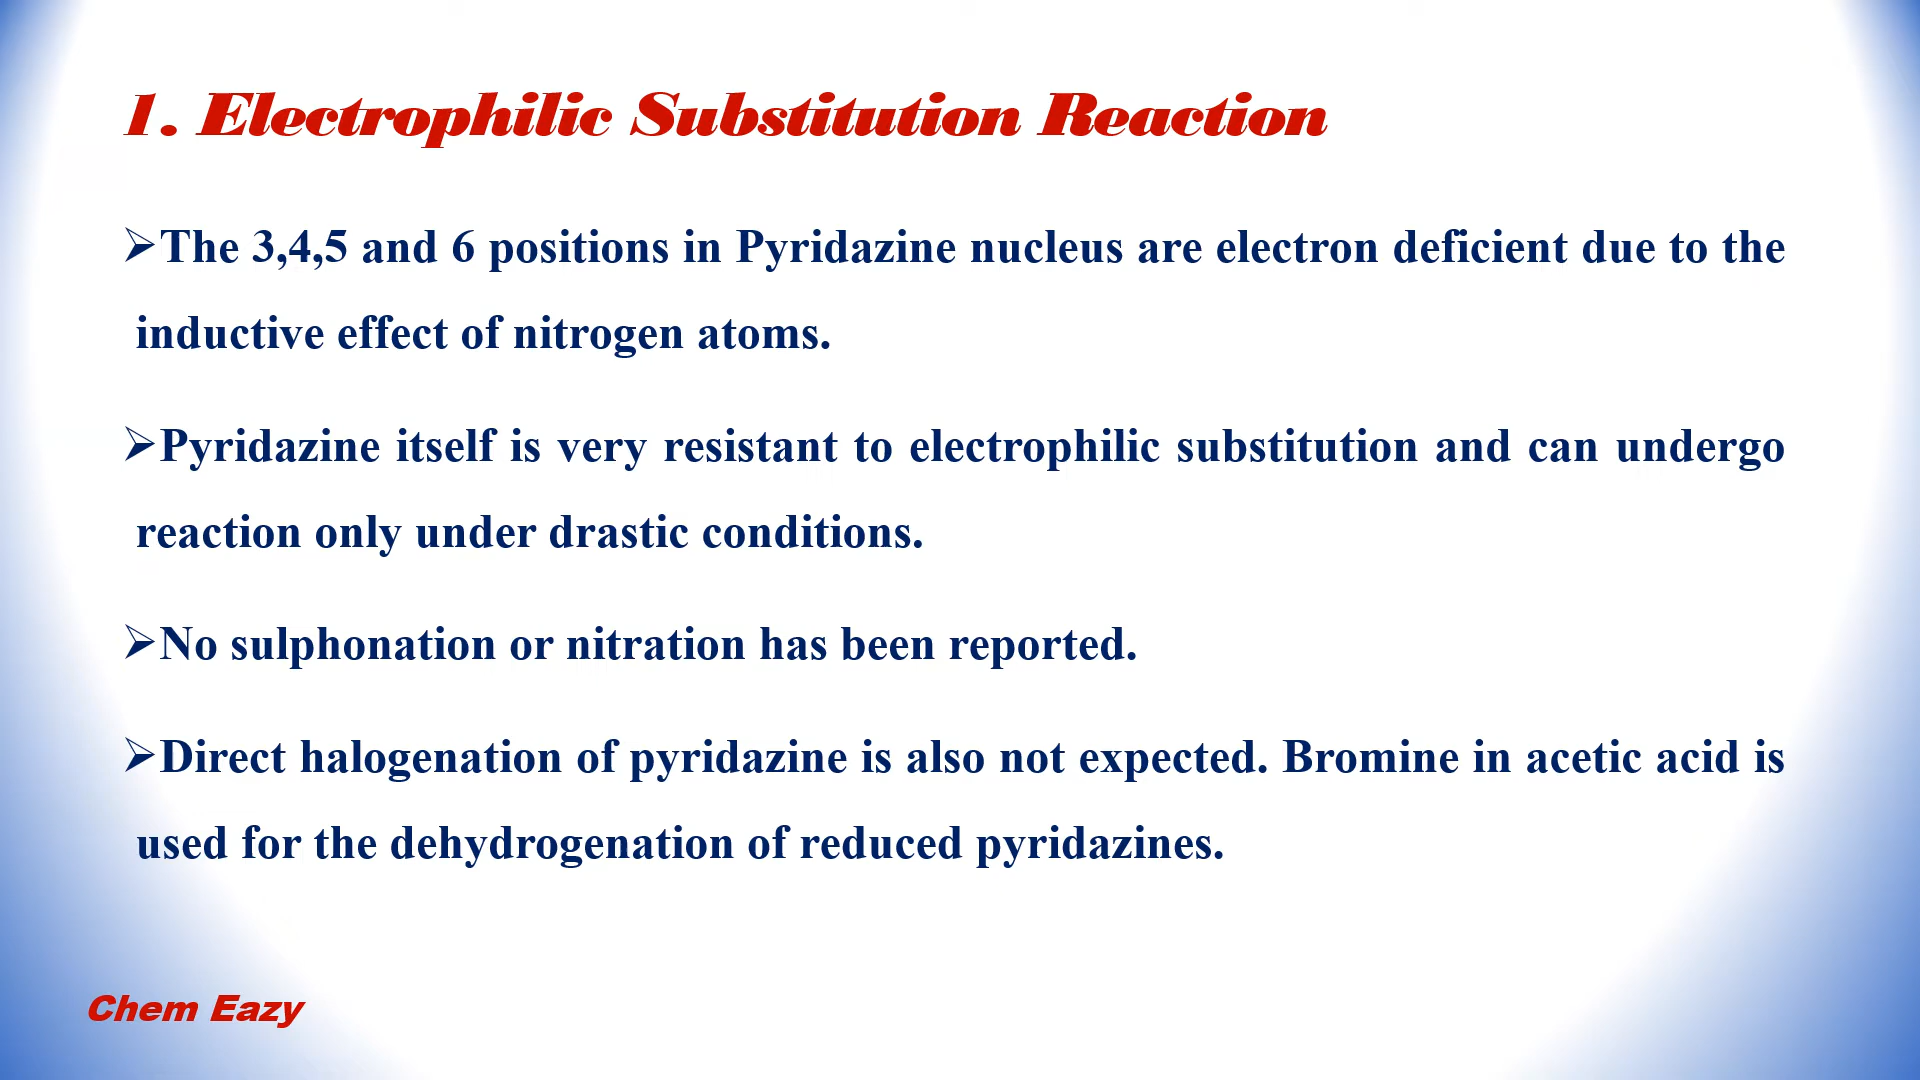 1. Electrophilic Substitution Reaction
➢The 3,4,5 and 6 positions in Pyridazine nucleus are electron deficient due to the
inductive effect of nitrogen atoms.
➢Pyridazine itself is very resistant to electrophilic substitution and can undergo
reaction only under drastic conditions.
➢No sulphonation or nitration has been reported.
➢Direct halogenation of pyridazine is also not expected. Bromine in acetic acid is
used for the dehydrogenation of reduced pyridazines.
Chem Eazy